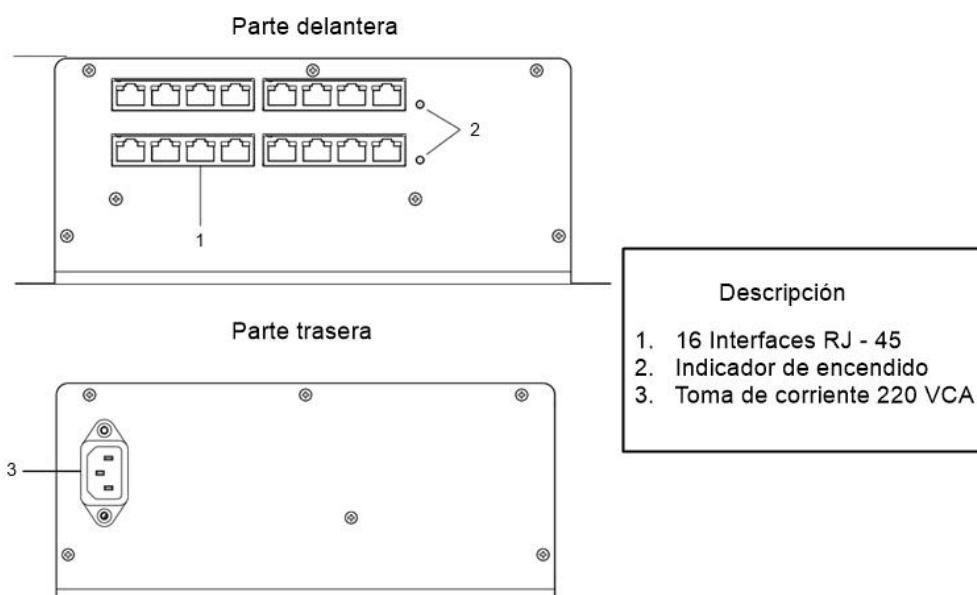 Parte delantera
2
1
Parte trasera
3
Descripción
1. 16 Interfaces RJ - 45
2. Indicador de encendido
3. Toma de corriente 220 VCA